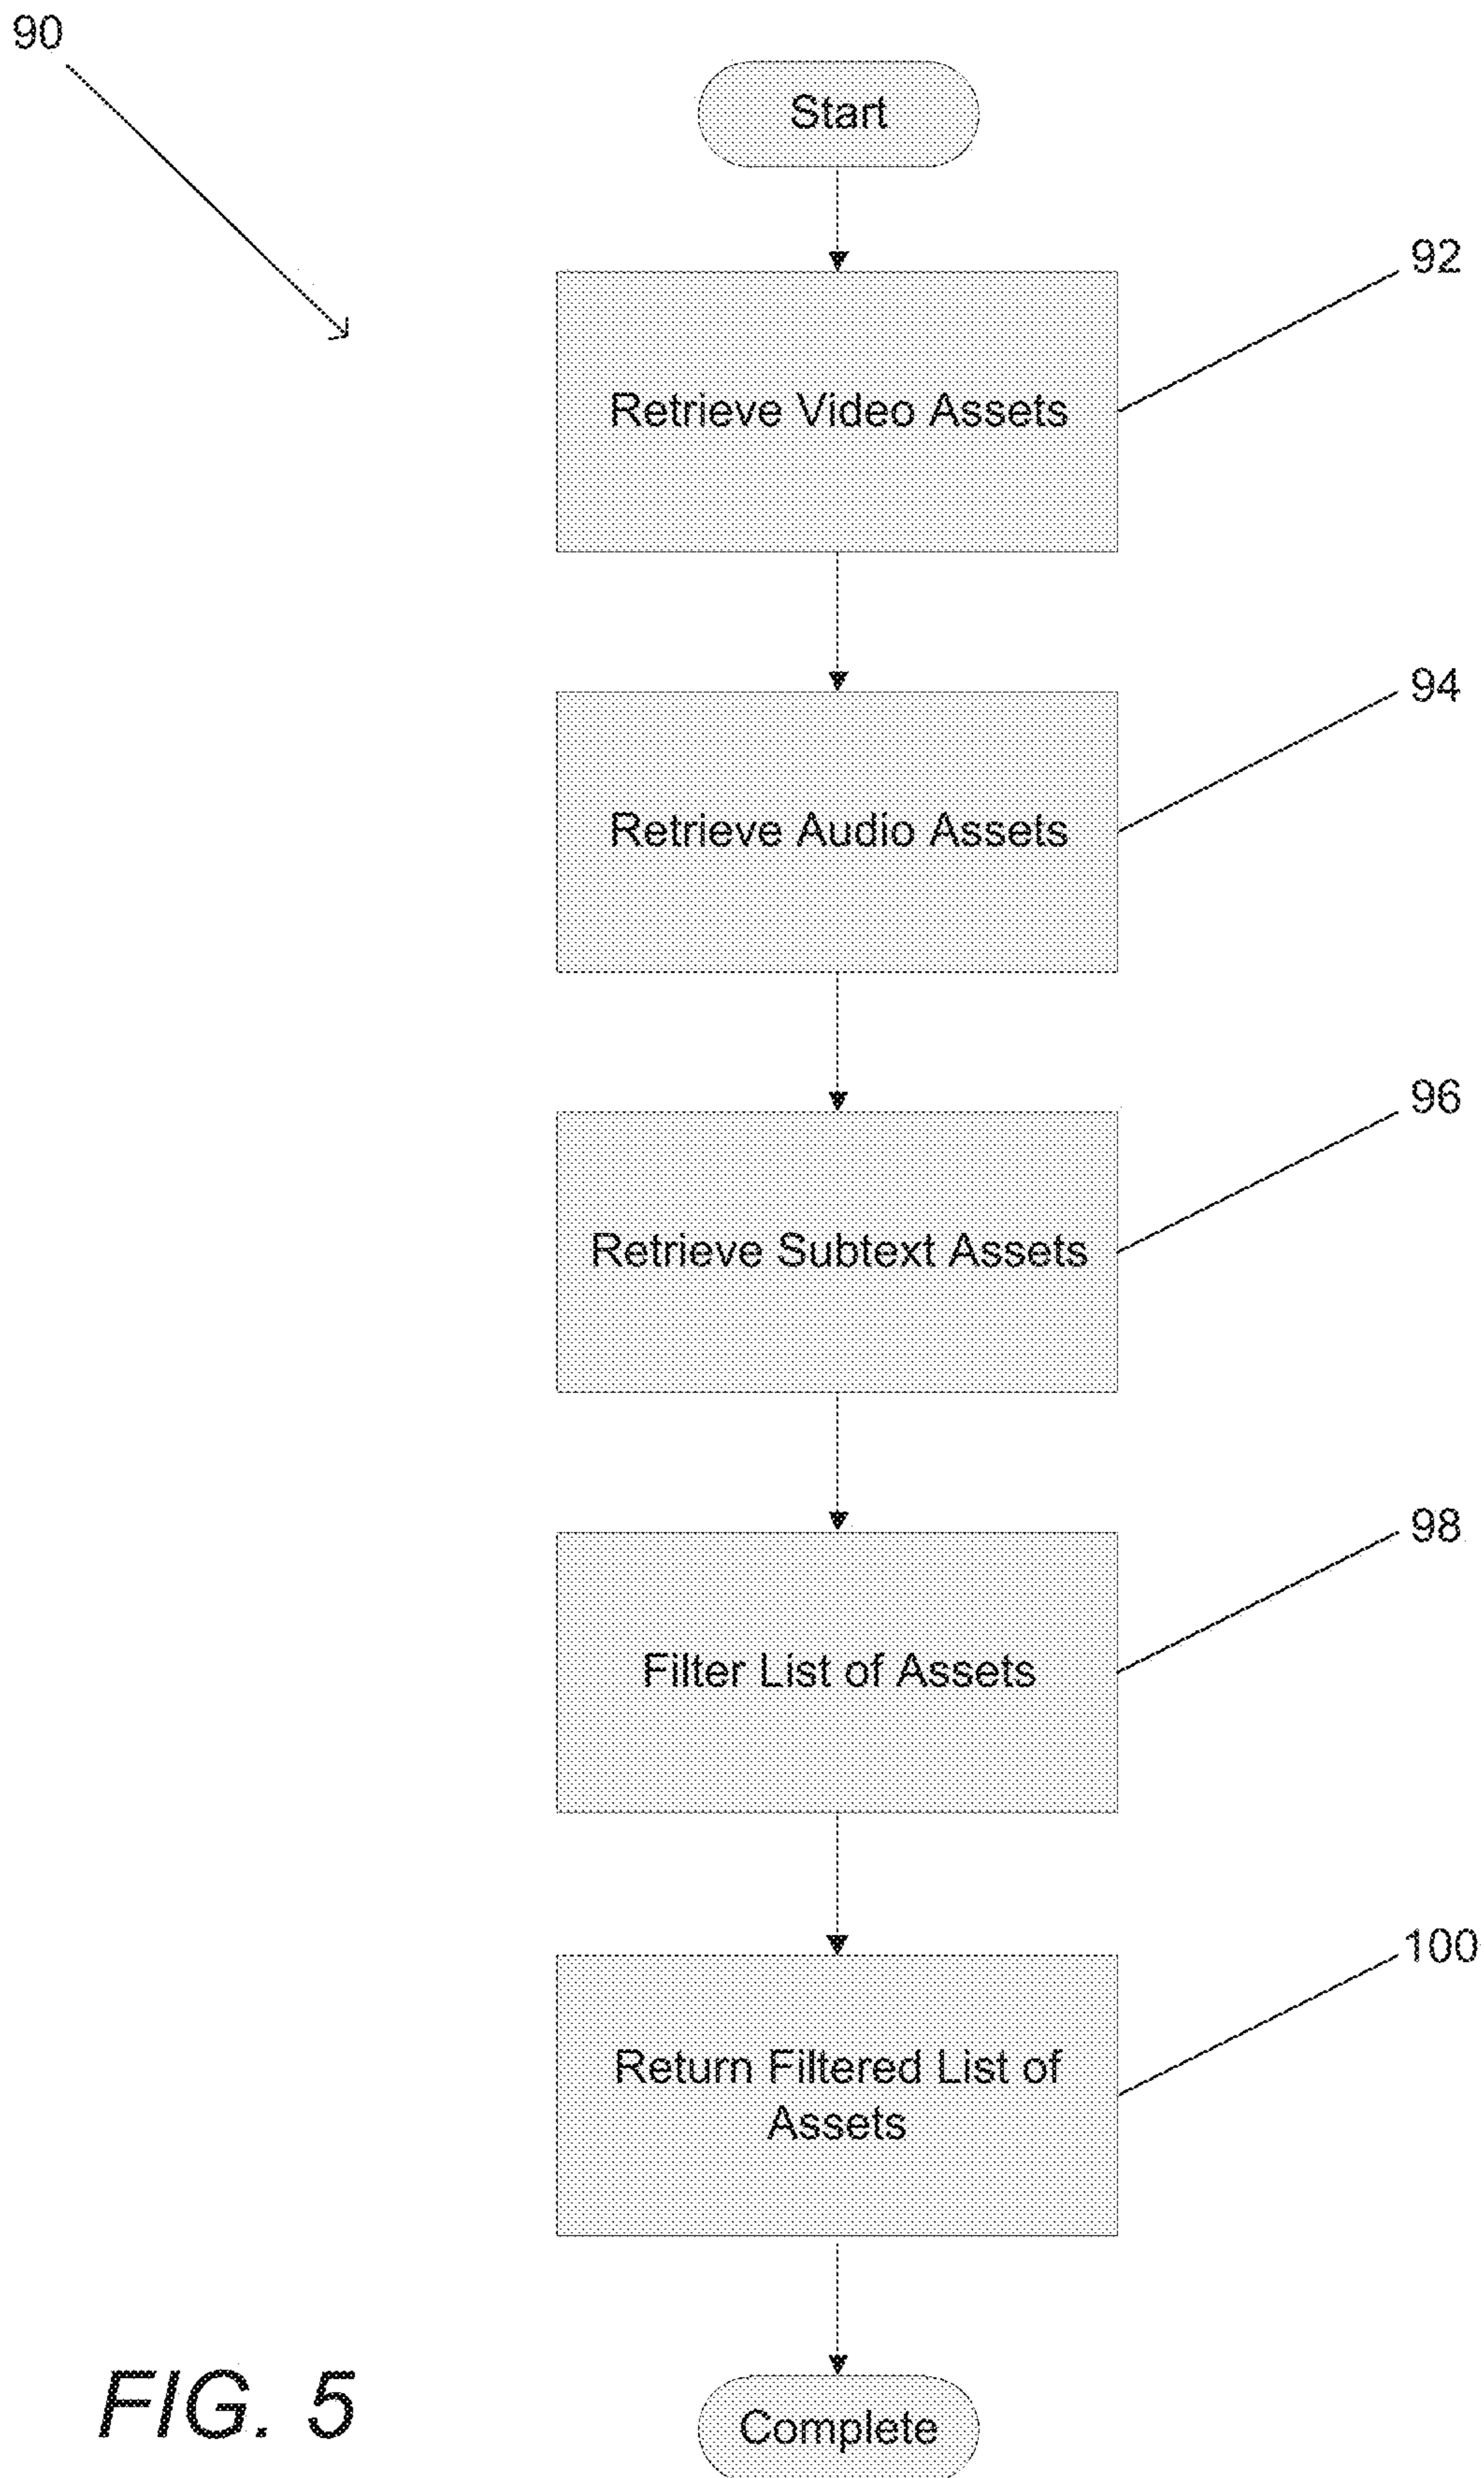 90
Start
92
Retrieve Video Assets
94
Retrieve Audio Assets
96
Retrieve Subtext Assets
98
Filter List of Assets
100
Return Filtered List of
Assets
FIG. 5
Complete